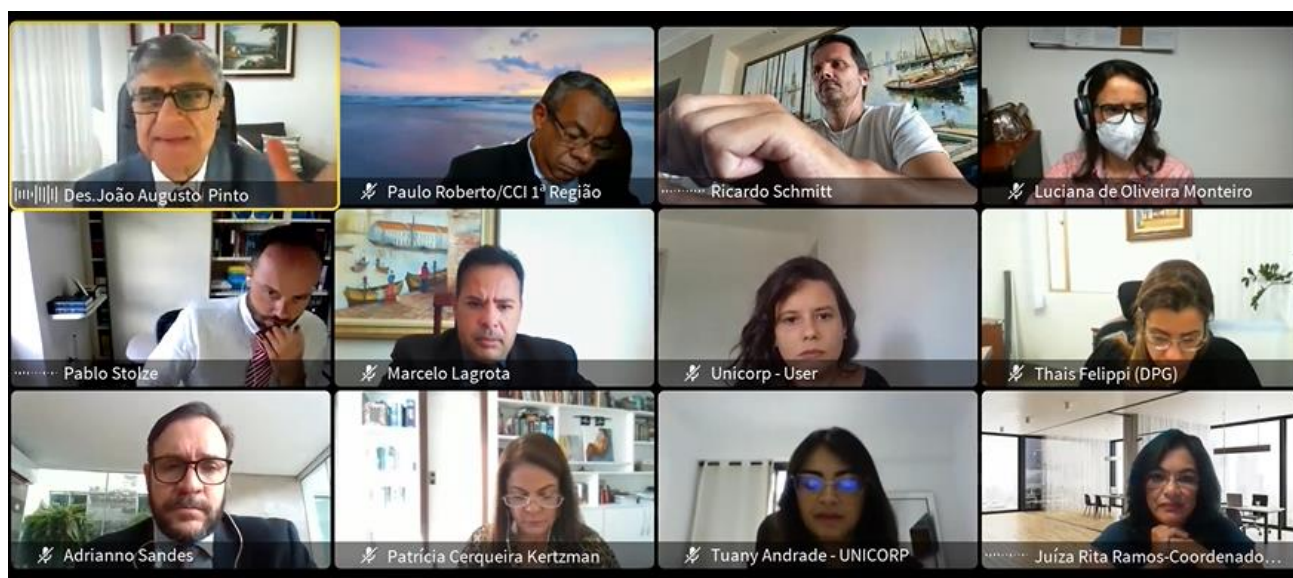 Des.João Augusto Pinto
Paulo Roberto/CCI 1ª Região
Ricardo Schmitt
Luciana de Oliveira Monteiro
Pablo Stolze
Marcelo Lagrota
Unicorp - User
Thais Felippi (DPG)
Adrianno Sandes
Patrícia Cerqueira Kertzman
Tuany Andrade - UNICORP
Juíza Rita Ramos-Coordenado...